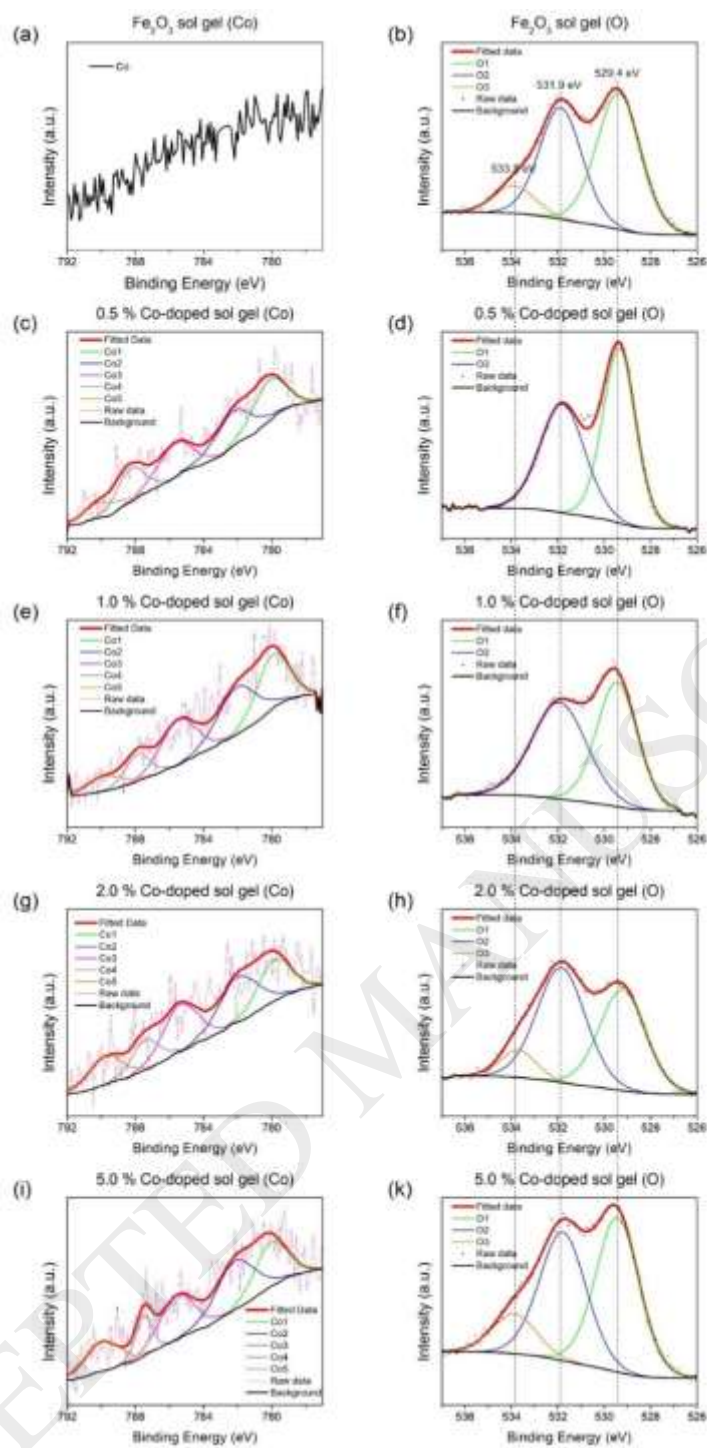 (a)
Fe₂O₃ sol gel (Co)
Co
Intensity (a.u.)
792 788 784 780
Binding Energy (eV)
(b)
Fe₂O₃ sol gel (O)
Fitted data
O1
O2
O3
Raw data
Background
531.9 eV
529.4 eV
Intensity (a.u.)
536 534 532 530 528 526
Binding Energy (eV)
(c)
0.5 % Co-doped sol gel (Co)
Fitted Data
Co1
Co2
Co3
Co4
Co5
Raw data
Background
Intensity (a.u.)
792 788 784 780
Binding Energy (eV)
(d)
0.5 % Co-doped sol gel (O)
Fitted data
O1
O2
Raw data
Background
Intensity (a.u.)
536 534 532 530 528 526
Binding Energy (eV)
(e)
1.0 % Co-doped sol gel (Co)
Fitted Data
Co1
Co2
Co3
Co4
Co5
Raw data
Background
Intensity (a.u.)
792 788 784 780
Binding Energy (eV)
(f)
1.0 % Co-doped sol gel (O)
Fitted data
O1
O2
Raw data
Background
Intensity (a.u.)
536 534 532 530 528 526
Binding Energy (eV)
(g)
2.0 % Co-doped sol gel (Co)
Fitted Data
Co1
Co2
Co3
Co4
Co5
Raw data
Background
Intensity (a.u.)
792 788 784 780
Binding Energy (eV)
(h)
2.0 % Co-doped sol gel (O)
Fitted data
O1
O2
O3
Raw data
Background
Intensity (a.u.)
536 534 532 530 528 526
Binding Energy (eV)
(i)
5.0 % Co-doped sol gel (Co)
Fitted Data
Co1
Co2
Co3
Co4
Co5
Raw data
Background
Intensity (a.u.)
792 788 784 780
Binding Energy (eV)
(k)
5.0 % Co-doped sol gel (O)
Fitted data
O1
O2
O3
Raw data
Background
Intensity (a.u.)
536 534 532 530 528 526
Binding Energy (eV)